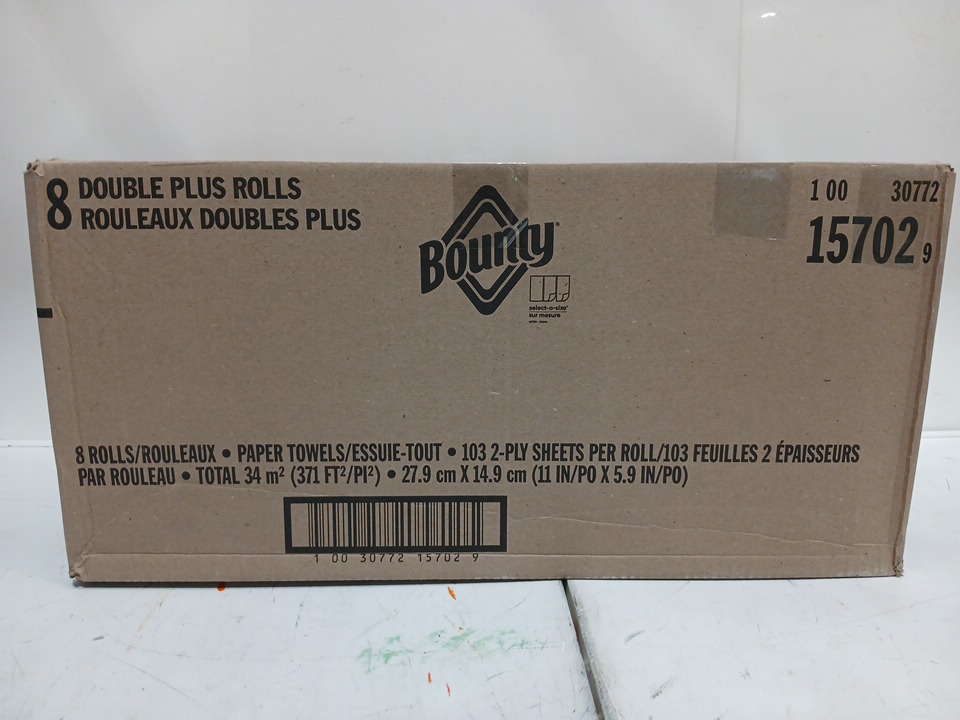 8 DOUBLE PLUS ROLLS
ROULEAUX DOUBLES PLUS
1 00 30772
15702 9
Bounty
select-a-size
sur mesure
8 ROLLS/ROULEAUX • PAPER TOWELS/ESSUIE-TOUT • 103 2-PLY SHEETS PER ROLL/103 FEUILLES 2 ÉPAISSEURS
PAR ROULEAU • TOTAL 34 m² (371 FT²/PI²) • 27.9 cm X 14.9 cm (11 IN/PO X 5.9 IN/PO)
1 00 30772 15702 9